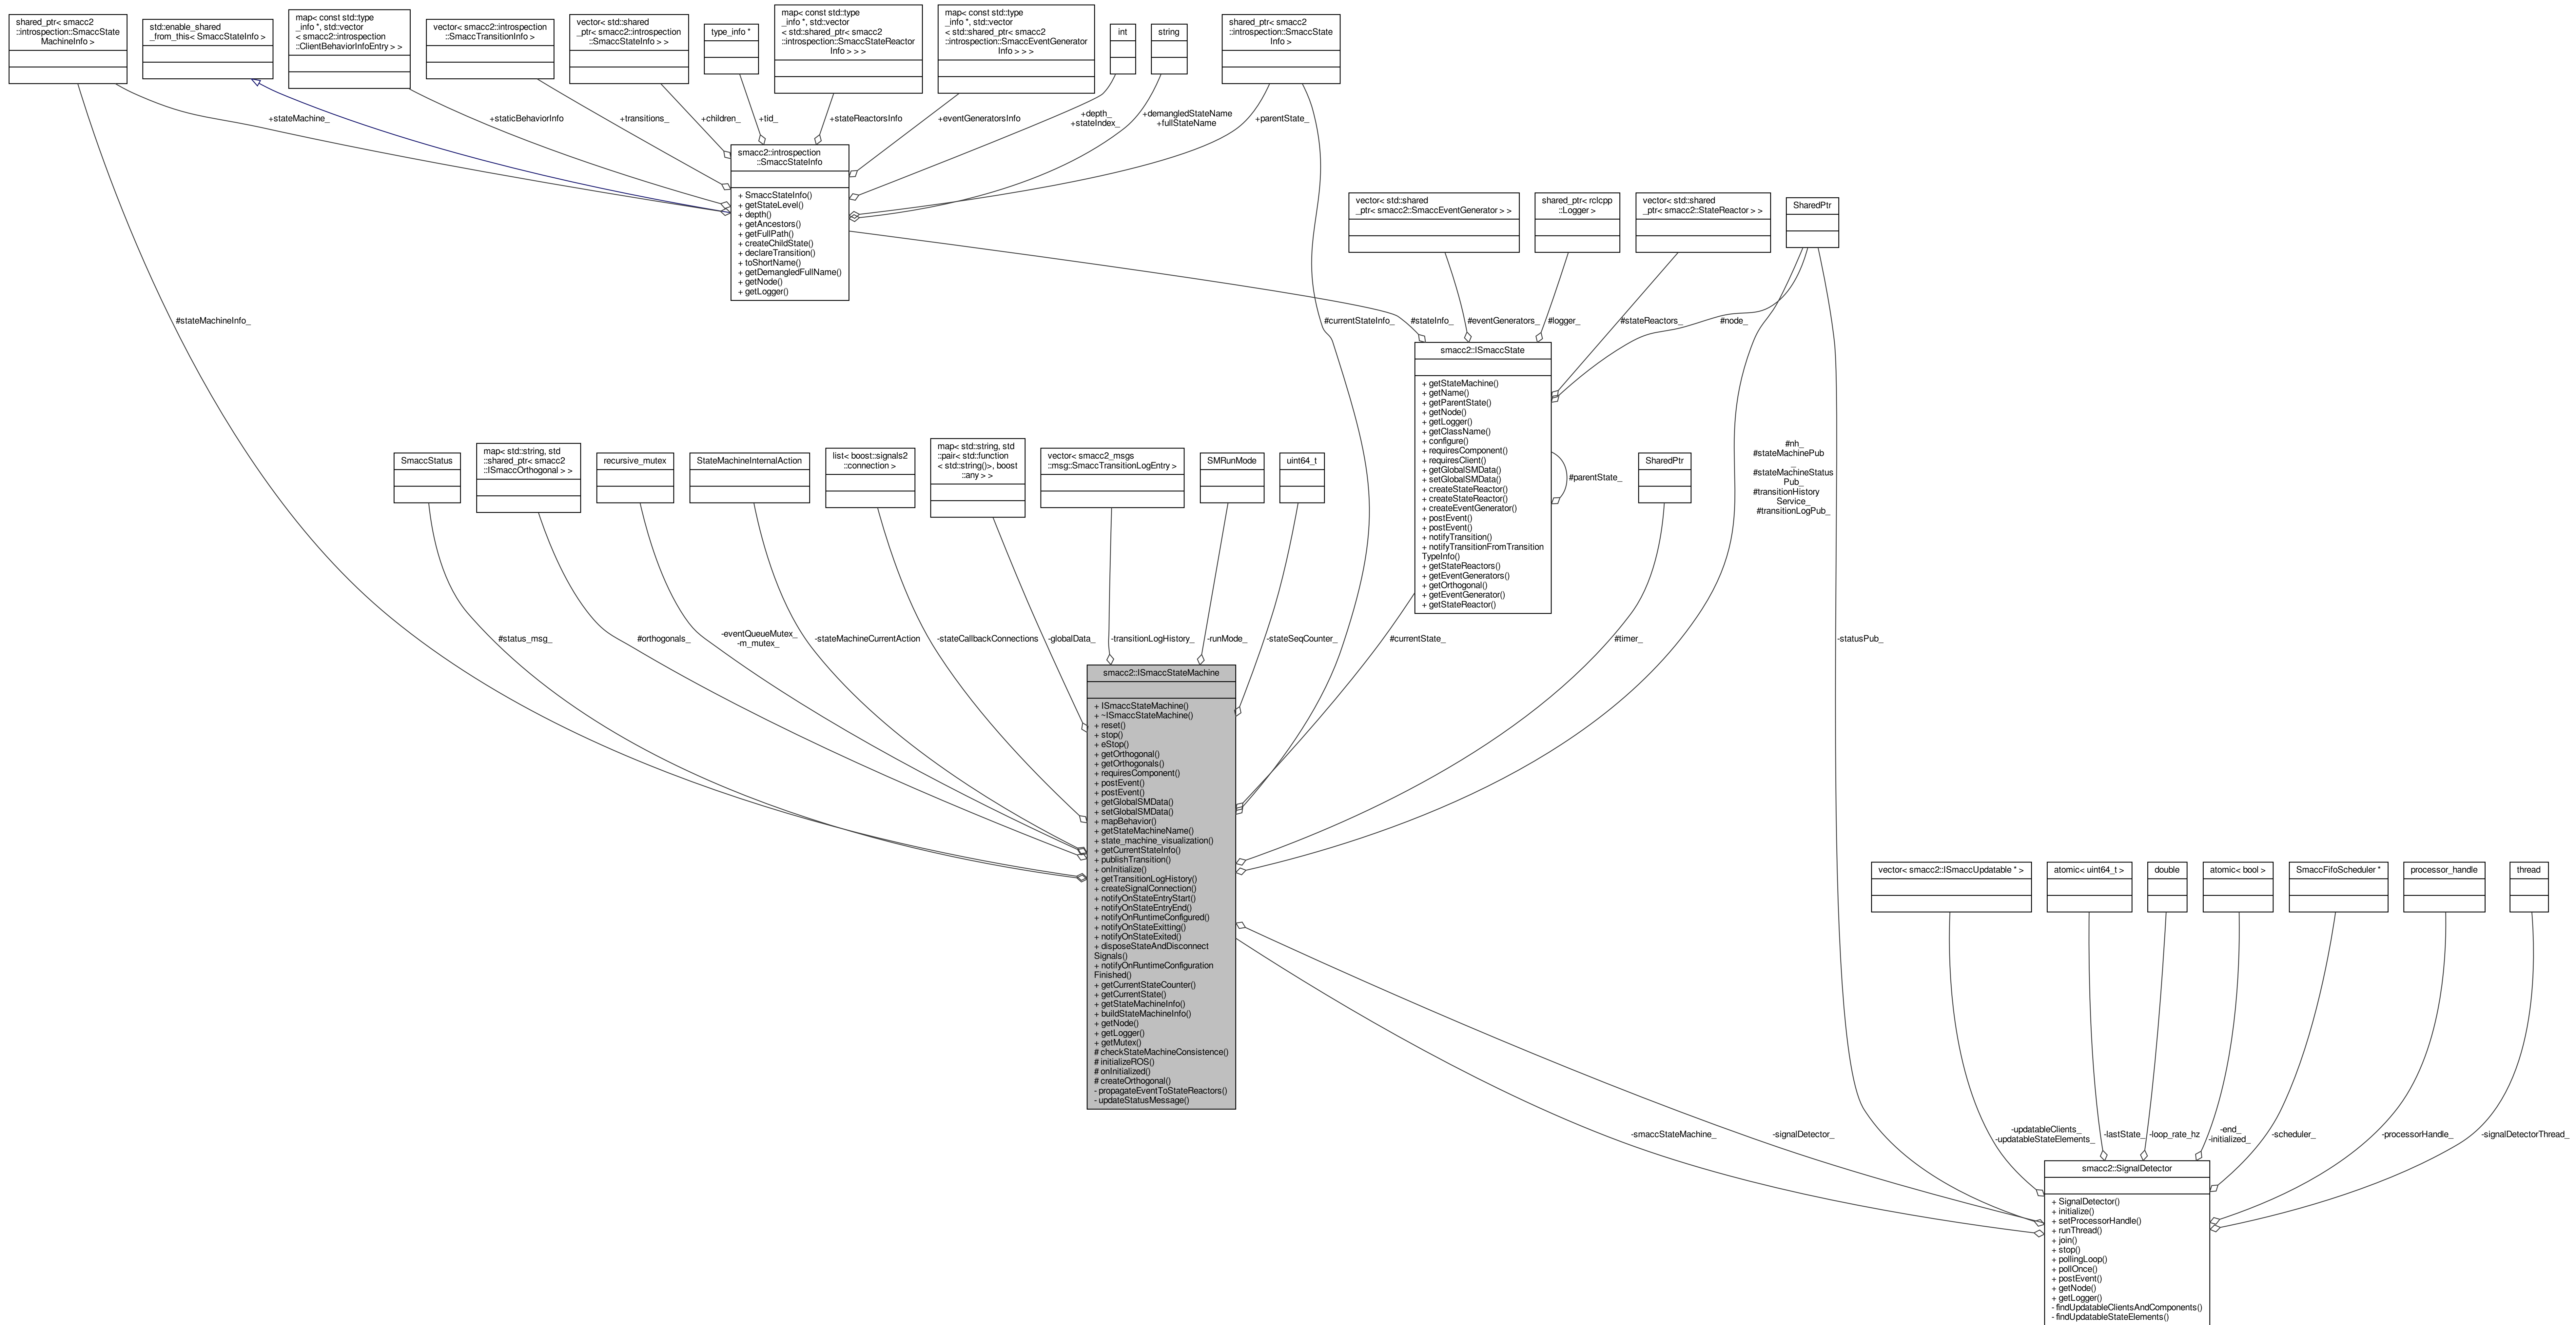 shared_ptr< smacc2
::introspection::SmaccState
MachineInfo >
std::enable_shared
_from_this< SmaccStateInfo >
map< const std::type
_info *, std::vector
< smacc2::introspection
::ClientBehaviorInfoEntry > >
vector< smacc2::introspection
::SmaccTransitionInfo >
vector< std::shared
_ptr< smacc2::introspection
::SmaccStateInfo > >
type_info *
map< const std::type
_info *, std::vector
< std::shared_ptr< smacc2
::introspection::SmaccStateReactor
Info > > >
map< const std::type
_info *, std::vector
< std::shared_ptr< smacc2
::introspection::SmaccEventGenerator
Info > > >
int
string
shared_ptr< smacc2
::introspection::SmaccState
Info >
+stateMachine_
+staticBehaviorInfo
+transitions_
+children_
+tid_
+stateReactorsInfo
+eventGeneratorsInfo
+depth_
+stateIndex_
+demangledStateName
+fullStateName
+parentState_
smacc2::introspection
::SmaccStateInfo
+ SmaccStateInfo()
+ getStateLevel()
+ depth()
+ getAncestors()
+ getFullPath()
+ createChildState()
+ declareTransition()
+ toShortName()
+ getDemangledFullName()
+ getNode()
+ getLogger()
vector< std::shared
_ptr< smacc2::SmaccEventGenerator > >
shared_ptr< rclcpp
::Logger >
vector< std::shared
_ptr< smacc2::StateReactor > >
SharedPtr
#stateMachineInfo_
#currentStateInfo_
#stateInfo_
#eventGenerators_
#logger_
#stateReactors_
#node_
smacc2::ISmaccState
+ getStateMachine()
+ getName()
+ getParentState()
+ getNode()
+ getLogger()
+ getClassName()
+ configure()
+ requiresComponent()
+ requiresClient()
+ getGlobalSMData()
+ setGlobalSMData()
+ createStateReactor()
+ createStateReactor()
+ createEventGenerator()
+ postEvent()
+ postEvent()
+ notifyTransition()
+ notifyTransitionFromTransition
TypeInfo()
+ getStateReactors()
+ getEventGenerators()
+ getOrthogonal()
+ getEventGenerator()
+ getStateReactor()
#parentState_
#nh_
#stateMachinePub
_
#stateMachineStatus
Pub_
#transitionHistory
Service_
#transitionLogPub_
SmaccStatus
map< std::string, std
::shared_ptr< smacc2
::ISmaccOrthogonal > >
recursive_mutex
StateMachineInternalAction
list< boost::signals2
::connection >
map< std::string, std
::pair< std::function
< std::string()>, boost
::any > >
vector< smacc2_msgs
::msg::SmaccTransitionLogEntry >
SMRunMode
uint64_t
SharedPtr
#status_msg_
#orthogonals_
-eventQueueMutex_
-m_mutex_
-stateMachineCurrentAction
-stateCallbackConnections
-globalData_
-transitionLogHistory_
-runMode_
-stateSeqCounter_
#currentState_
#timer_
-statusPub_
smacc2::ISmaccStateMachine
+ ISmaccStateMachine()
+ ~ISmaccStateMachine()
+ reset()
+ stop()
+ eStop()
+ getOrthogonal()
+ getOrthogonals()
+ requiresComponent()
+ postEvent()
+ postEvent()
+ getGlobalSMData()
+ setGlobalSMData()
+ mapBehavior()
+ getStateMachineName()
+ state_machine_visualization()
+ getCurrentStateInfo()
+ publishTransition()
+ onInitialize()
+ getTransitionLogHistory()
+ createSignalConnection()
+ notifyOnStateEntryStart()
+ notifyOnStateEntryEnd()
+ notifyOnRuntimeConfigured()
+ notifyOnStateExitting()
+ notifyOnStateExited()
+ disposeStateAndDisconnect
Signals()
+ notifyOnRuntimeConfiguration
Finished()
+ getCurrentStateCounter()
+ getCurrentState()
+ getStateMachineInfo()
+ buildStateMachineInfo()
+ getNode()
+ getLogger()
+ getMutex()
# checkStateMachineConsistence()
# initializeROS()
# onInitialized()
# createOrthogonal()
- propagateEventToStateReactors()
- updateStatusMessage()
vector< smacc2::ISmaccUpdatable * >
atomic< uint64_t >
double
atomic< bool >
SmaccFifoScheduler *
processor_handle
thread
-smaccStateMachine_
-signalDetector_
-updatableClients_
-updatableStateElements_
-lastState_
-loop_rate_hz
-end_
-initialized_
-scheduler_
-processorHandle_
-signalDetectorThread_
smacc2::SignalDetector
+ SignalDetector()
+ initialize()
+ setProcessorHandle()
+ runThread()
+ join()
+ stop()
+ pollingLoop()
+ pollOnce()
+ postEvent()
+ getNode()
+ getLogger()
- findUpdatableClientsAndComponents()
- findUpdatableStateElements()